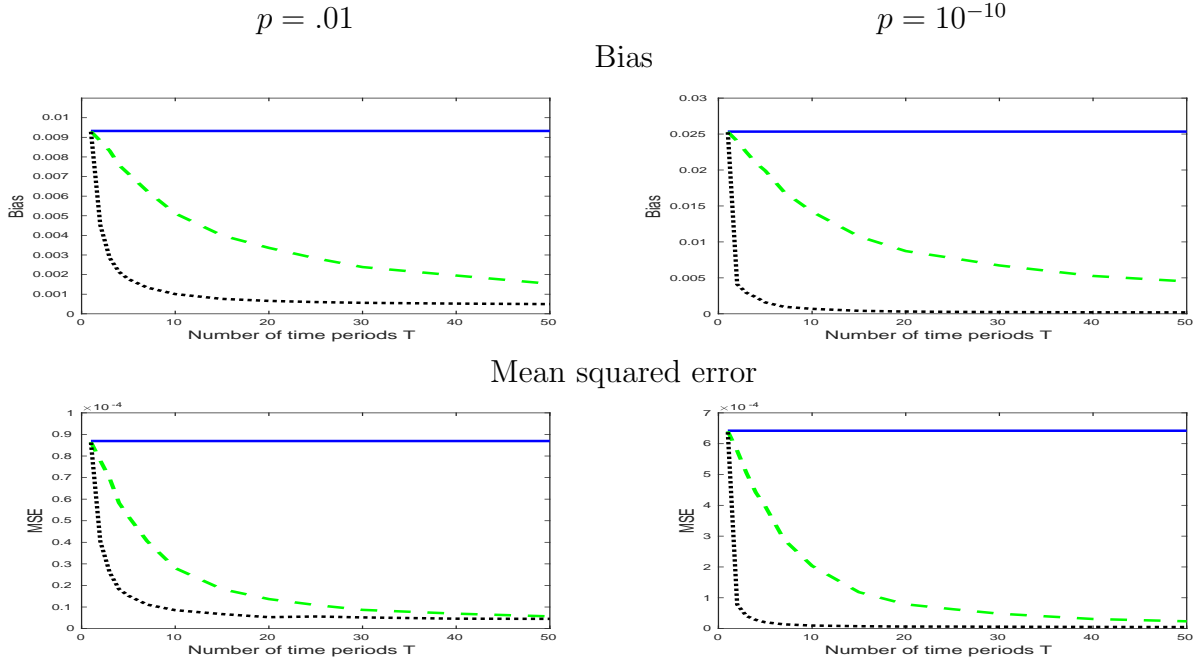 p = .01
p = 10⁻¹⁰
Bias
0.01
0.009
0.008
0.007
0.006
0.005
0.004
0.003
0.002
0.001
0
Bias
0 10 20 30 40 50
Number of time periods T
0.03
0.025
0.02
0.015
0.01
0.005
0
Bias
0 10 20 30 40 50
Number of time periods T
Mean squared error
×10⁻⁴
1
0.9
0.8
0.7
0.6
0.5
0.4
0.3
0.2
0.1
0
MSE
0 10 20 30 40 50
Number of time periods T
×10⁻⁴
7
6
5
4
3
2
1
0
MSE
0 10 20 30 40 50
Number of time periods T